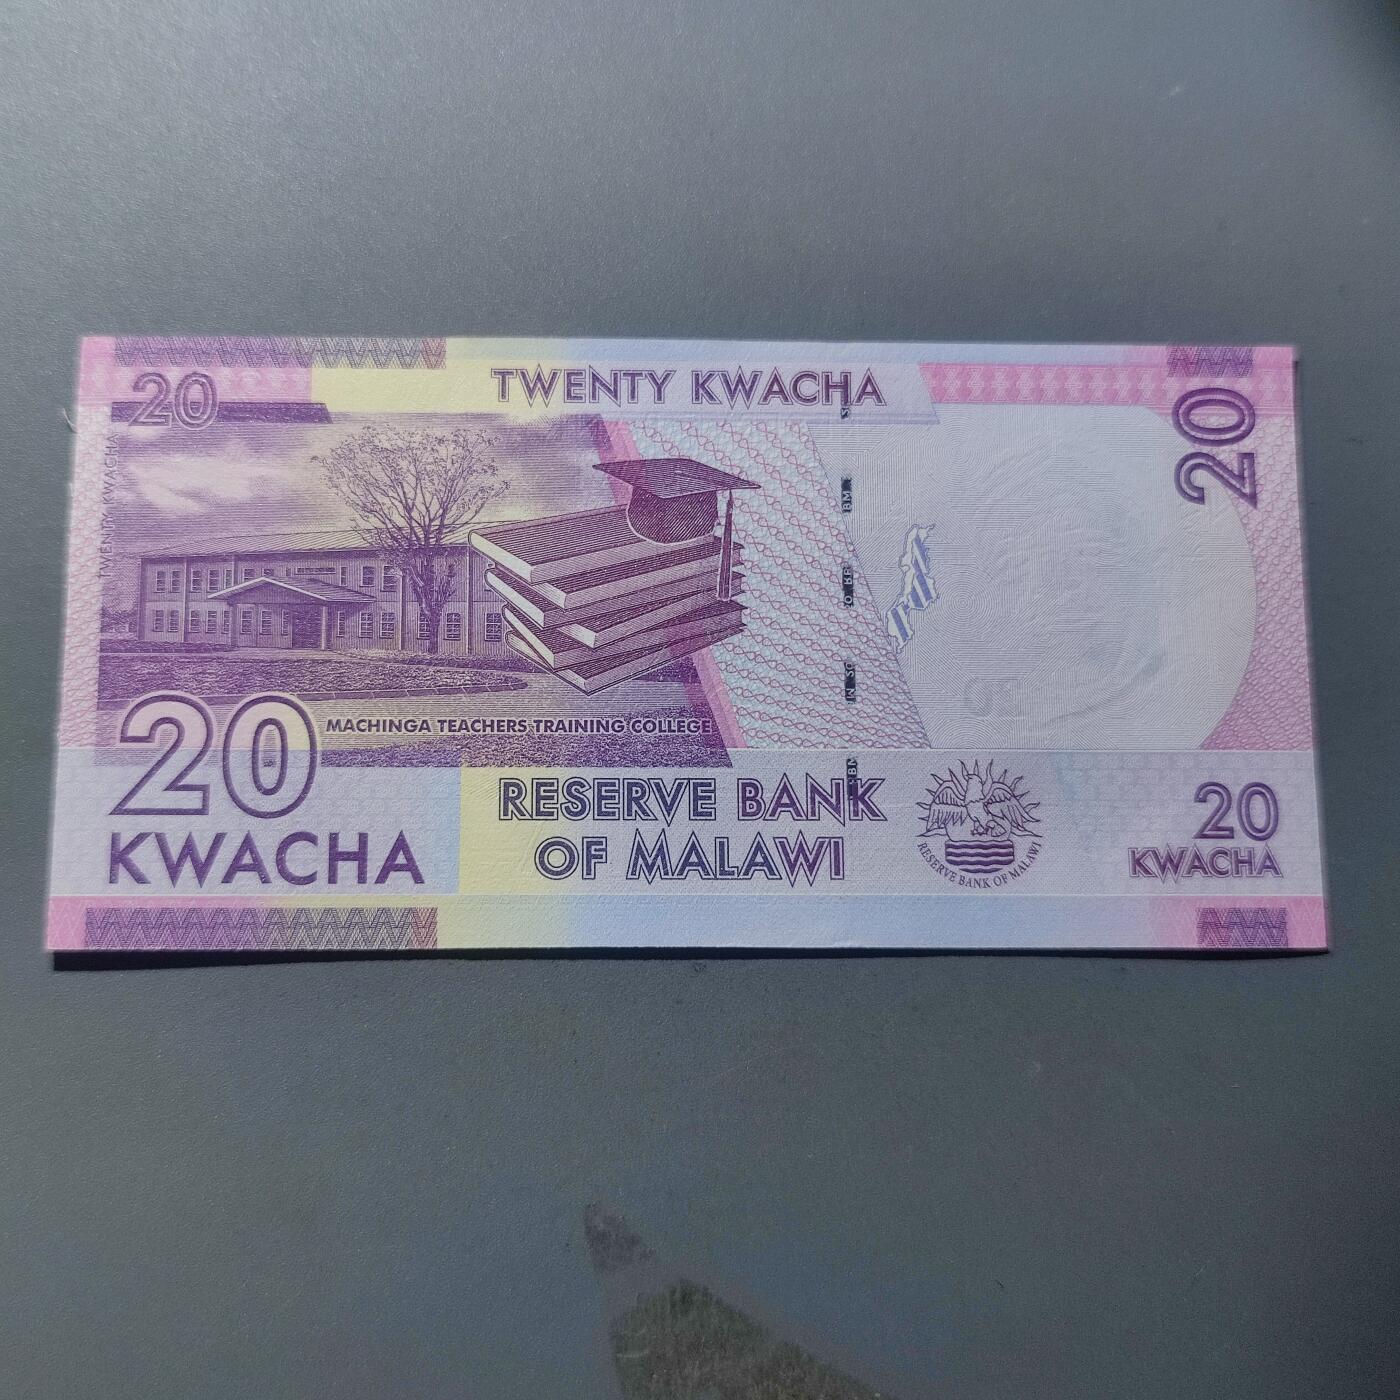 20
TWENTY KWACHA
20
TWENTY KWACHA
20
MACHINGA TEACHERS TRAINING COLLEGE
KWACHA
RESERVE BANK
OF MALAWI
RESERVE BANK OF MALAWI
20
KWACHA